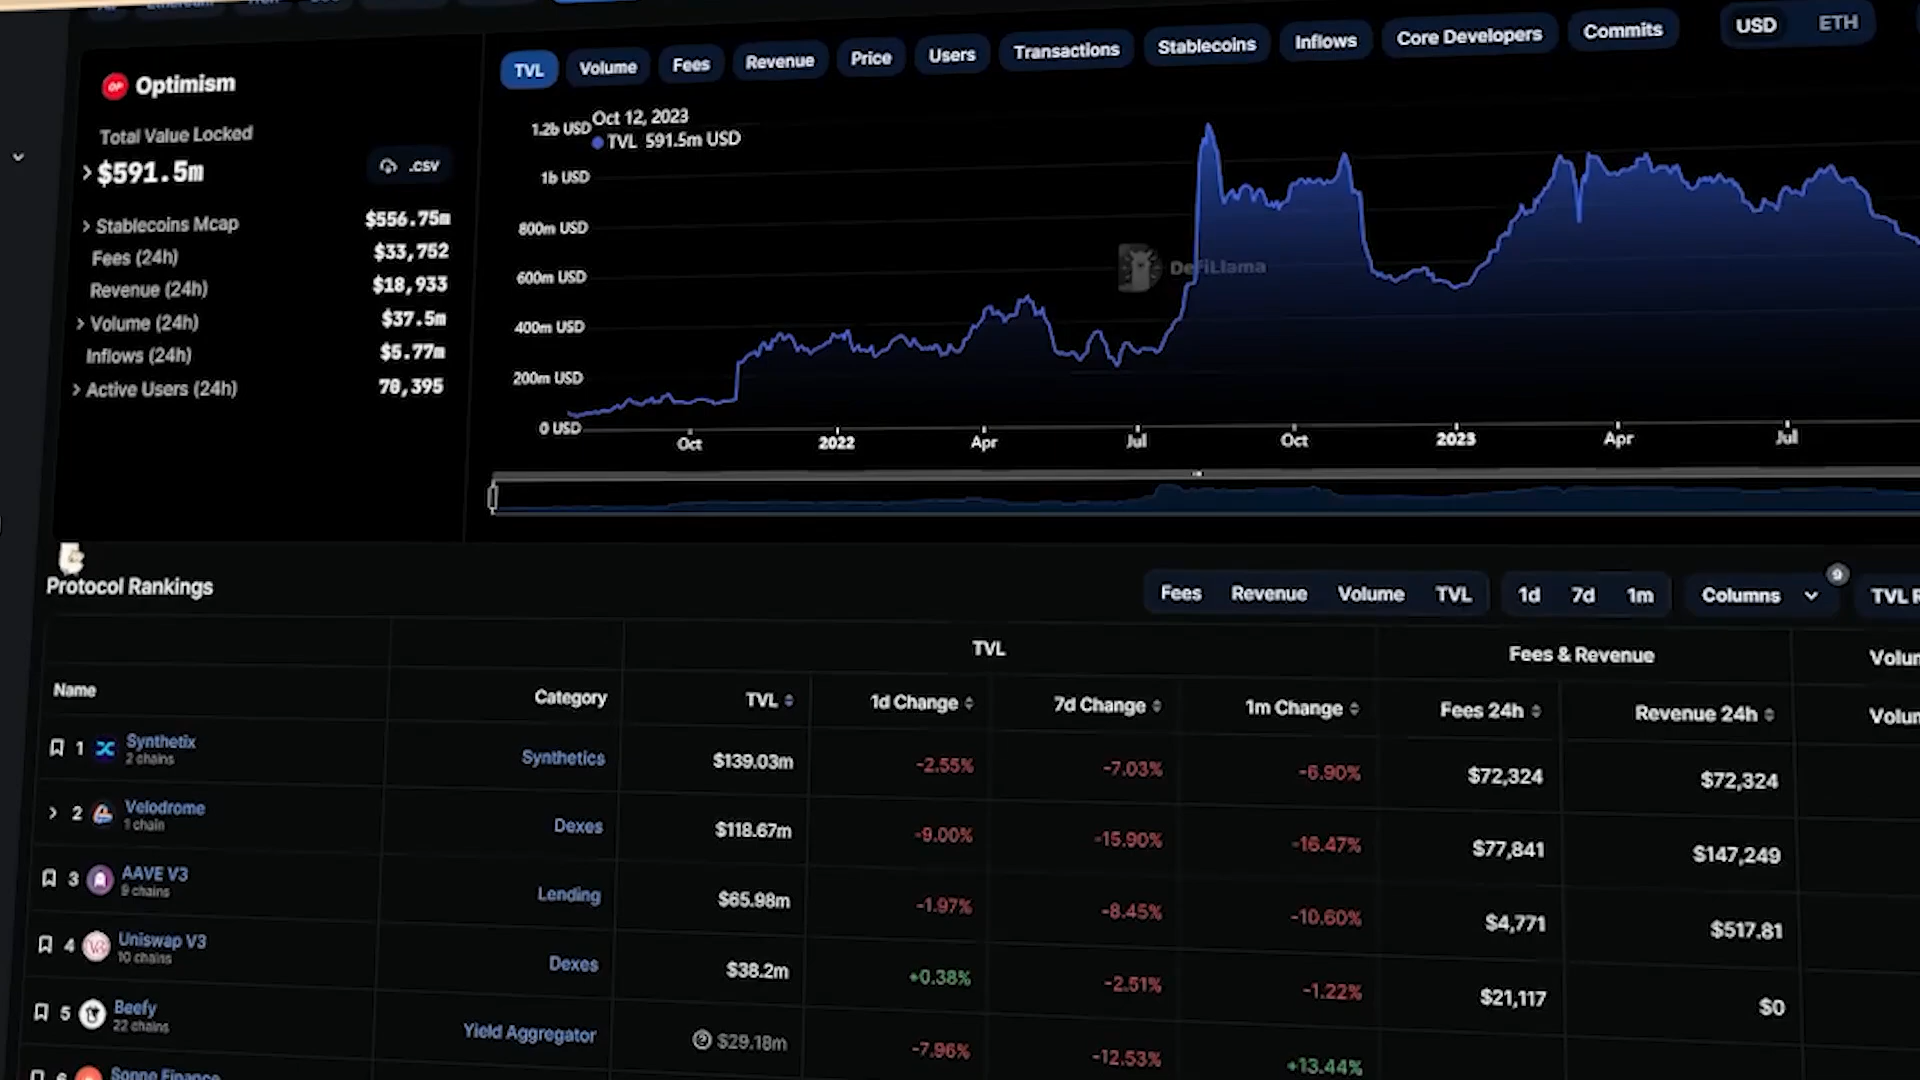 TVL Volume Fees Revenue Price Users Transactions Stablecoins Inflows Core Developers Commits USD ETH
OP Optimism
Total Value Locked
$591.5m .csv
Stablecoins Mcap $556.75m
Fees (24h) $33,752
Revenue (24h) $18,933
Volume (24h) $37.5m
Inflows (24h) $5.77m
Active Users (24h) 70,395
Oct 12, 2023
TVL 591.5m USD
1.2b USD
1b USD
800m USD
600m USD
400m USD
200m USD
0 USD
DefiLlama
Oct 2022 Apr Jul Oct 2023 Apr Jul
Protocol Rankings
Fees Revenue Volume TVL 1d 7d 1m Columns 9 TVL
TVL Fees & Revenue
Name Category TVL 1d Change 7d Change 1m Change Fees 24h Revenue 24h
1 Synthetix Synthetics $139.03m -2.55% -7.03% -6.90% $72,324 $72,324
2 chains
2 Velodrome Dexes $118.67m -9.00% -15.90% -16.47% $77,841 $147,249
1 chain
3 AAVE V3 Lending $65.98m -1.97% -8.45% -10.60% $4,771 $517.81
9 chains
4 Uniswap V3 Dexes $38.2m +0.38% -2.51% -1.22% $21,117 $0
10 chains
5 Beefy Yield Aggregator $29.18m -7.96% -12.53% +13.44%
22 chains
Sonne Finance